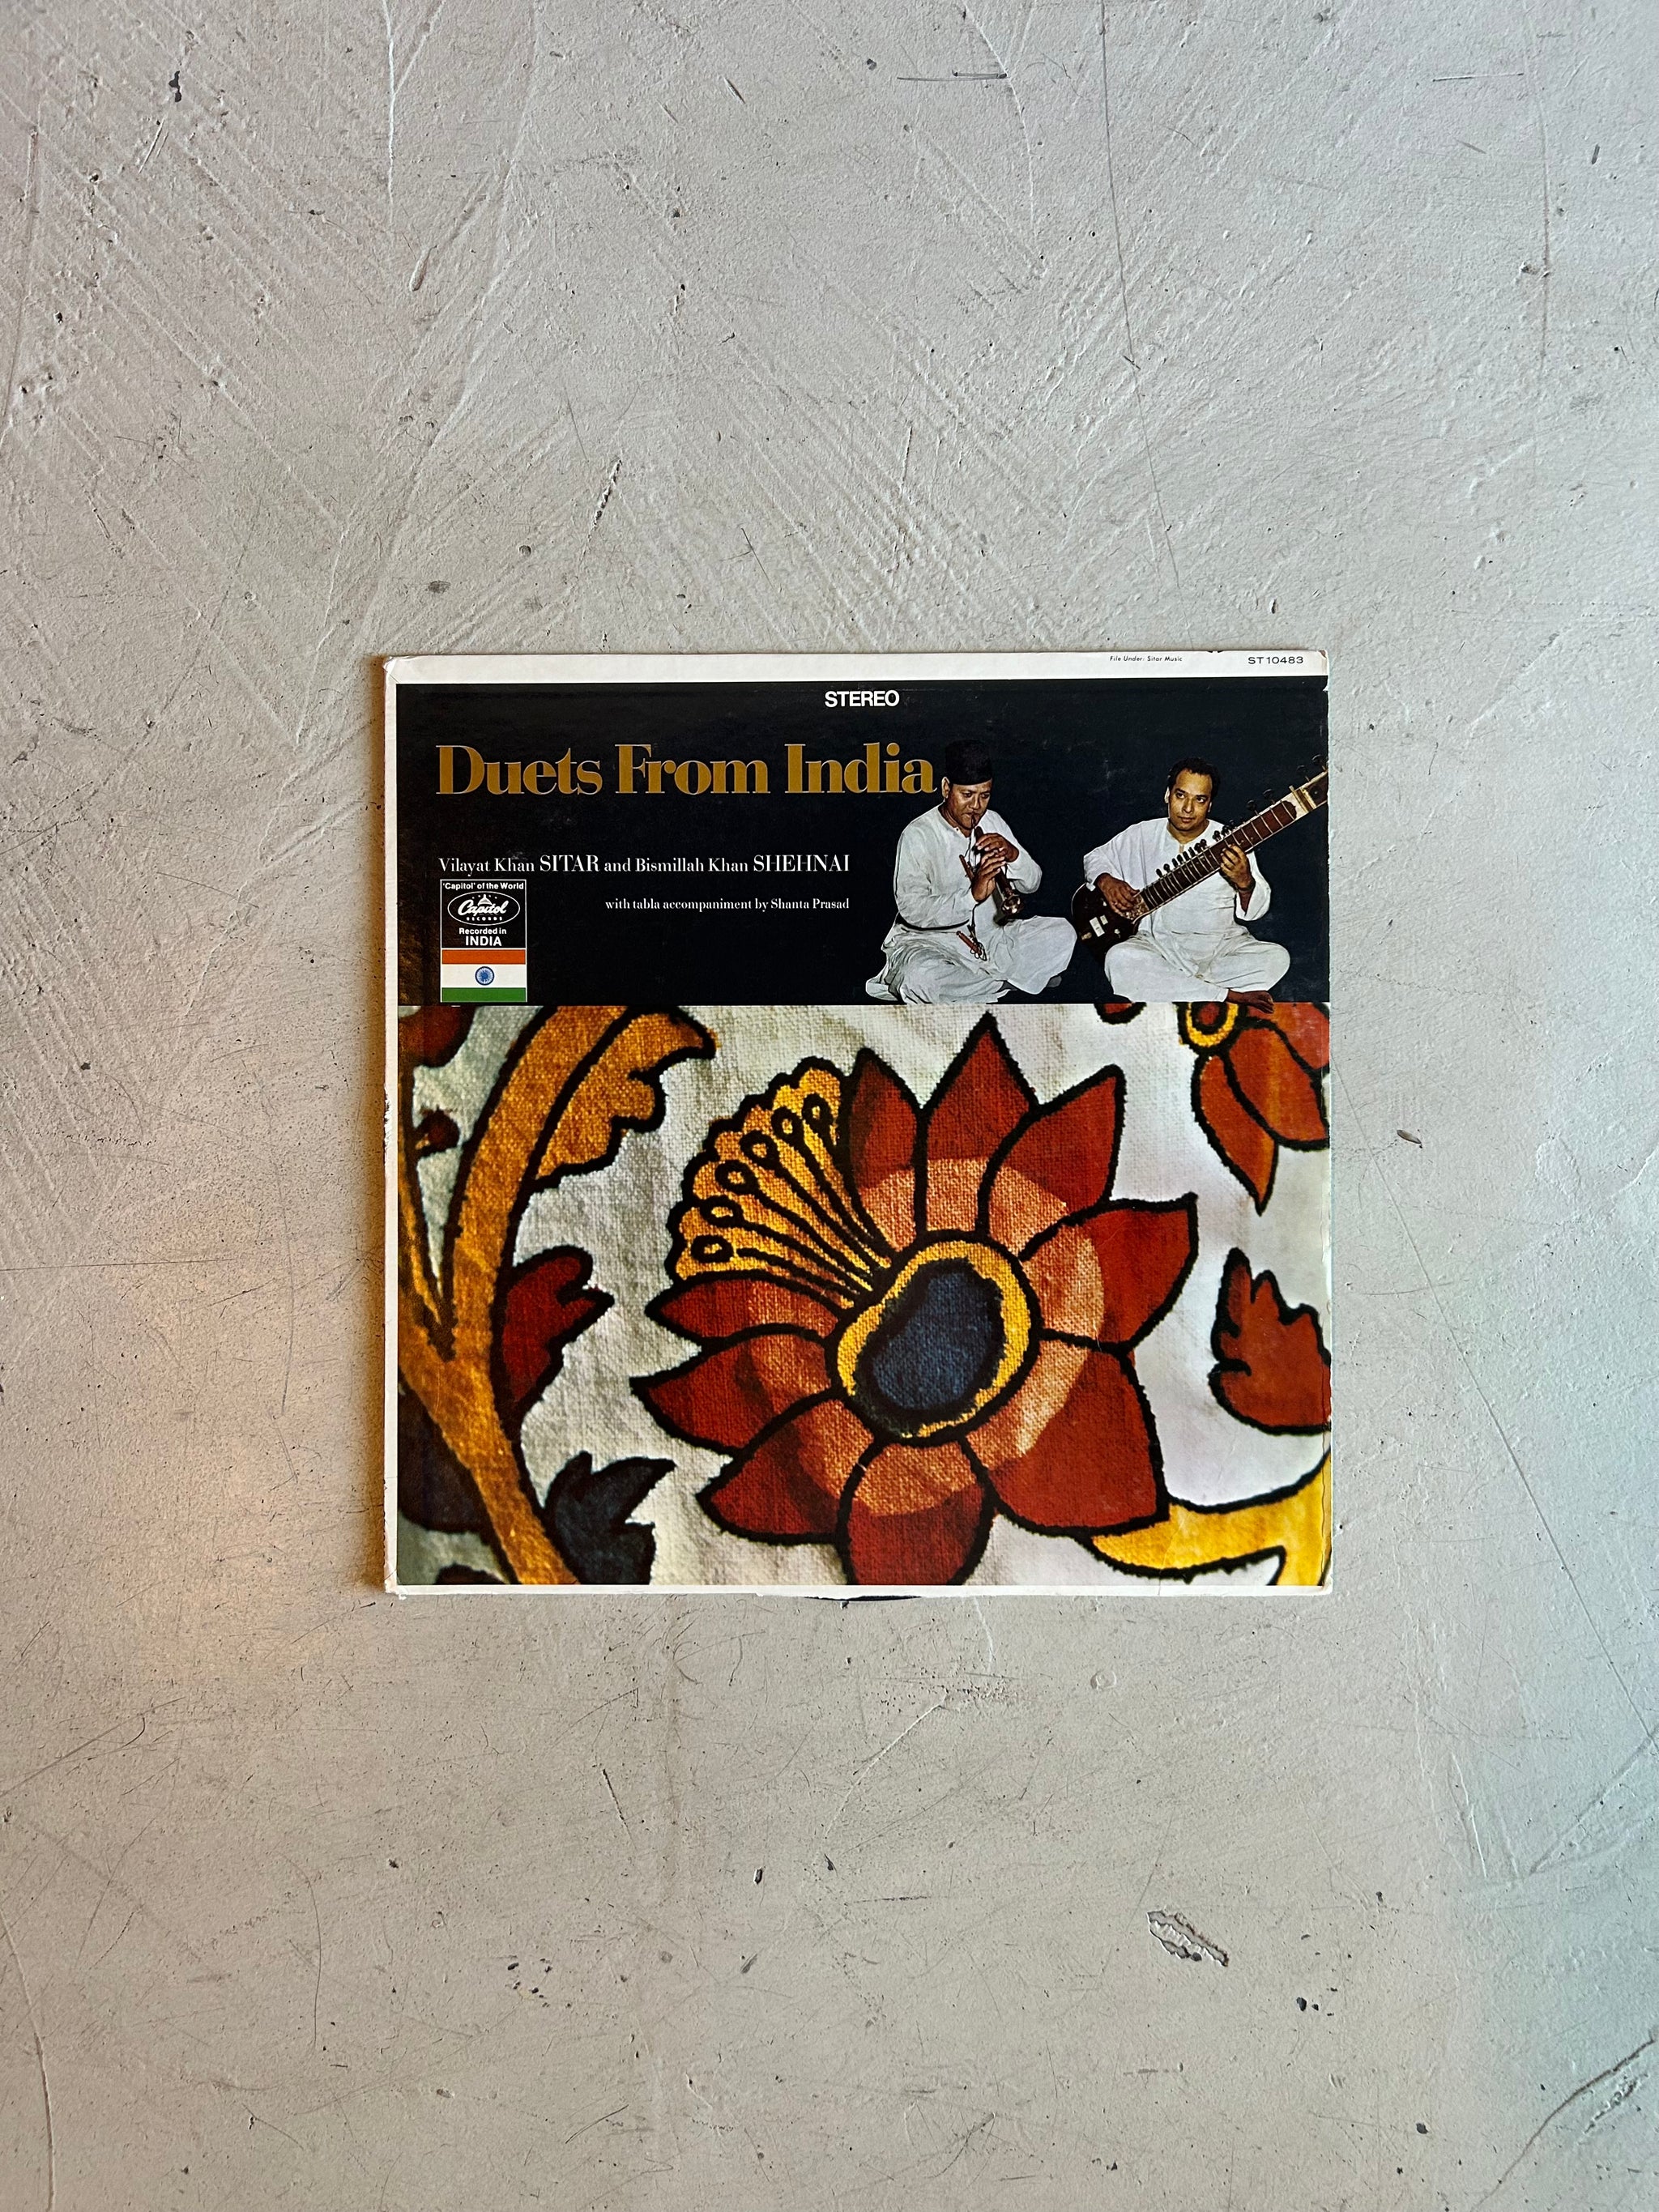 File Under: Sitar Music
ST 10483
STEREO
Duets From India
Vilayat Khan SITAR and Bismillah Khan SHEHNAI
with tabla accompaniment by Shanta Prasad
'Capitol' of the World
Capitol
RECORDS
Recorded in
INDIA